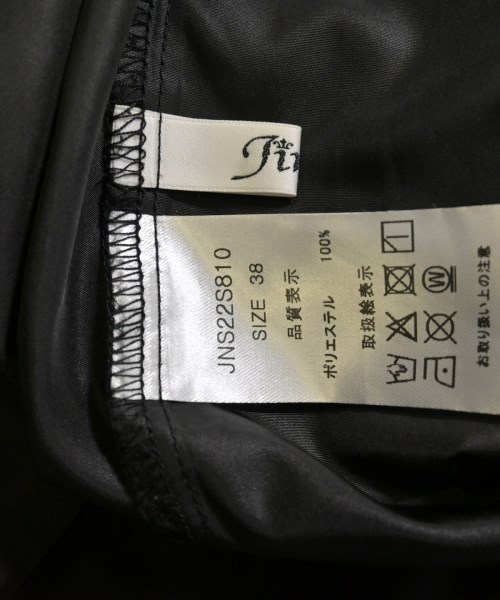 JNS22S810
SIZE 38
品質表示
ポリエステル 100%
取扱絵表示
W
お取り扱い上の注意